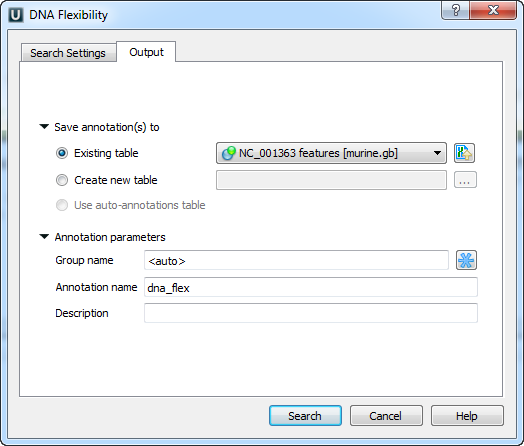 DNA Flexibility
Search Settings Output
Save annotation(s) to
Existing table NC_001363 features [murine.gb]
Create new table ...
Use auto-annotations table
Annotation parameters
Group name <auto>
Annotation name dna_flex
Description
Search Cancel Help